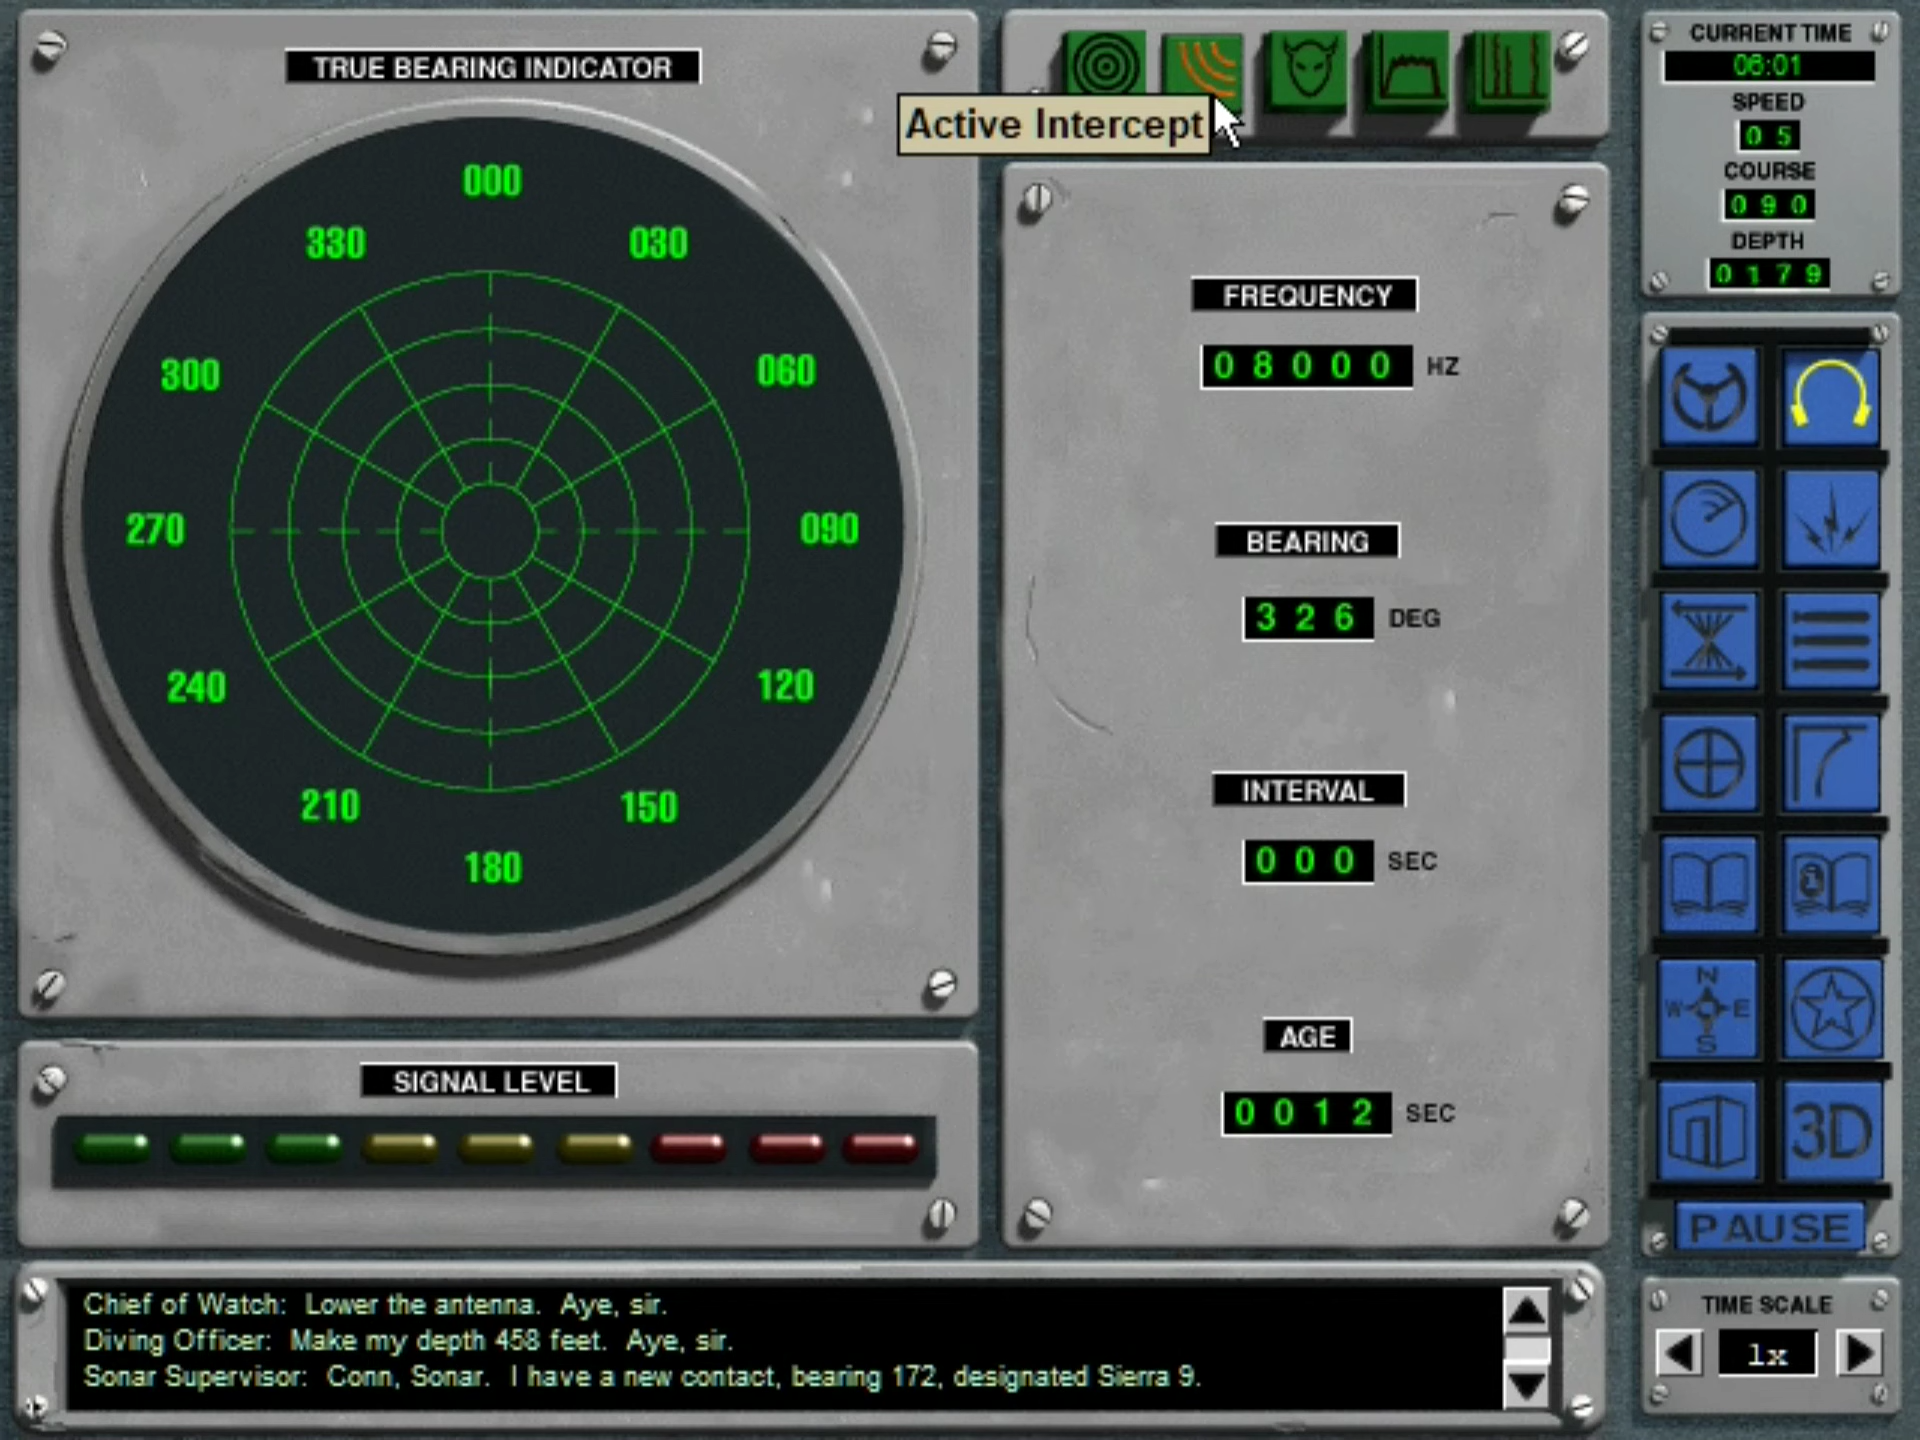 TRUE BEARING INDICATOR
000
330
030
300
060
270
090
240
120
210
150
180
SIGNAL LEVEL
Active Intercept
FREQUENCY
08000 HZ
BEARING
326 DEG
INTERVAL
000 SEC
AGE
0012 SEC
CURRENT TIME
06:01
SPEED
05
COURSE
090
DEPTH
0179
N
W E
S
3D
PAUSE
TIME SCALE
1x
Chief of Watch: Lower the antenna. Aye, sir.
Diving Officer: Make my depth 458 feet. Aye, sir.
Sonar Supervisor: Conn, Sonar. I have a new contact, bearing 172, designated Sierra 9.